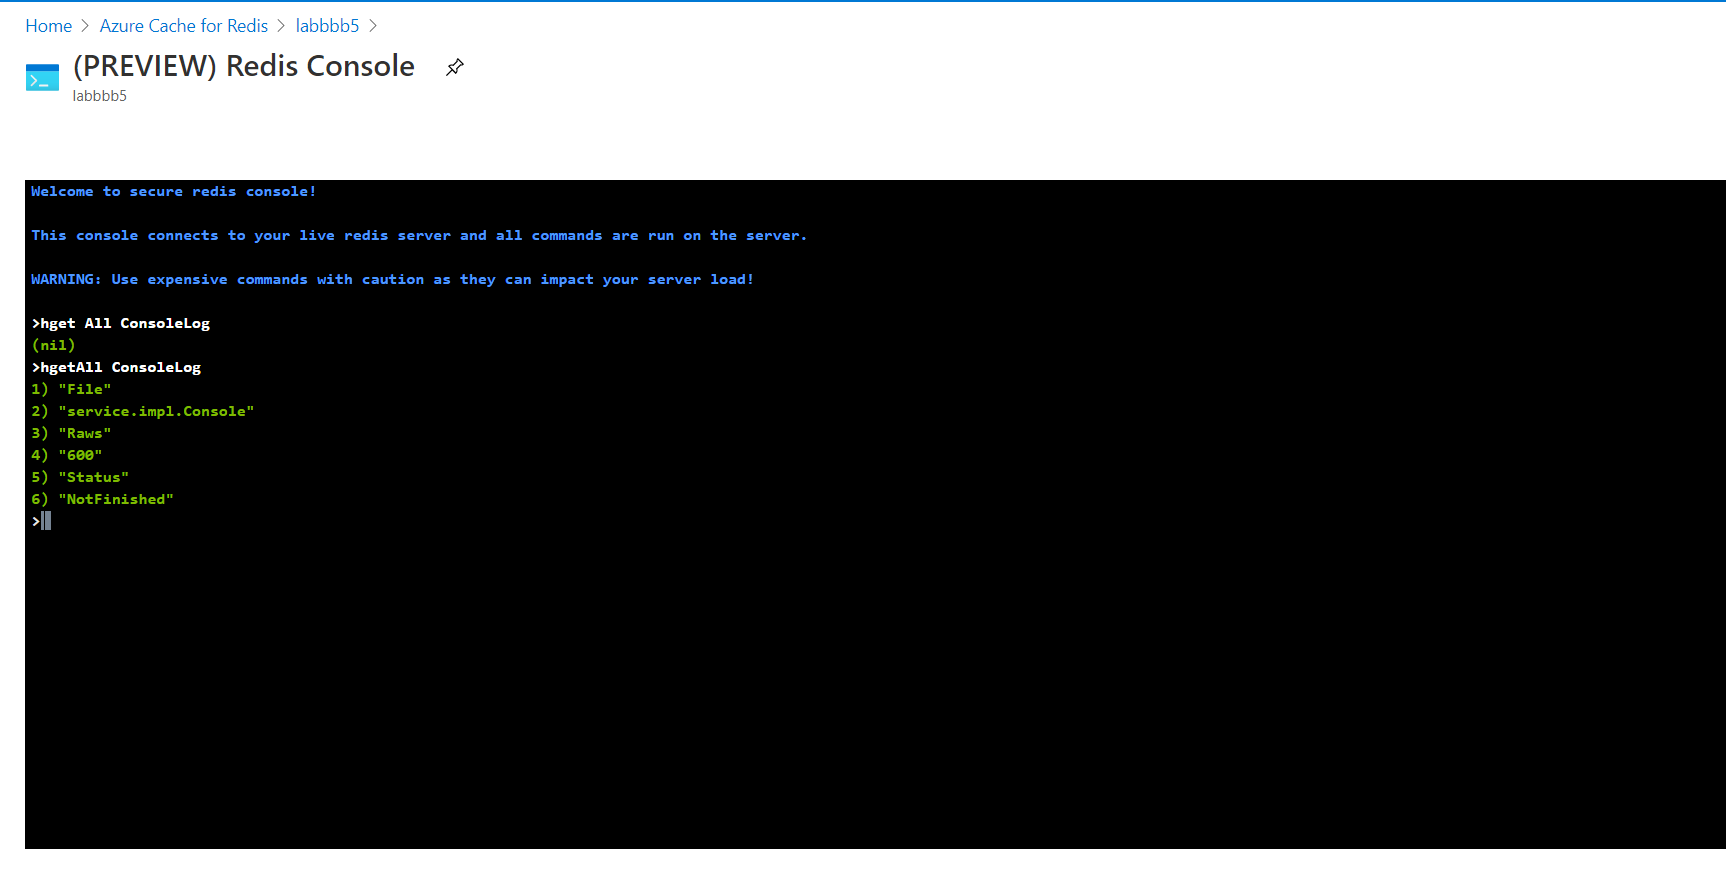 Home > Azure Cache for Redis > labbbb5 >
(PREVIEW) Redis Console
labbbb5
Welcome to secure redis console!
This console connects to your live redis server and all commands are run on the server.
WARNING: Use expensive commands with caution as they can impact your server load!
>hget All ConsoleLog
(nil)
>hgetAll ConsoleLog
1) "File"
2) "service.impl.Console"
3) "Raws"
4) "600"
5) "Status"
6) "NotFinished"
>